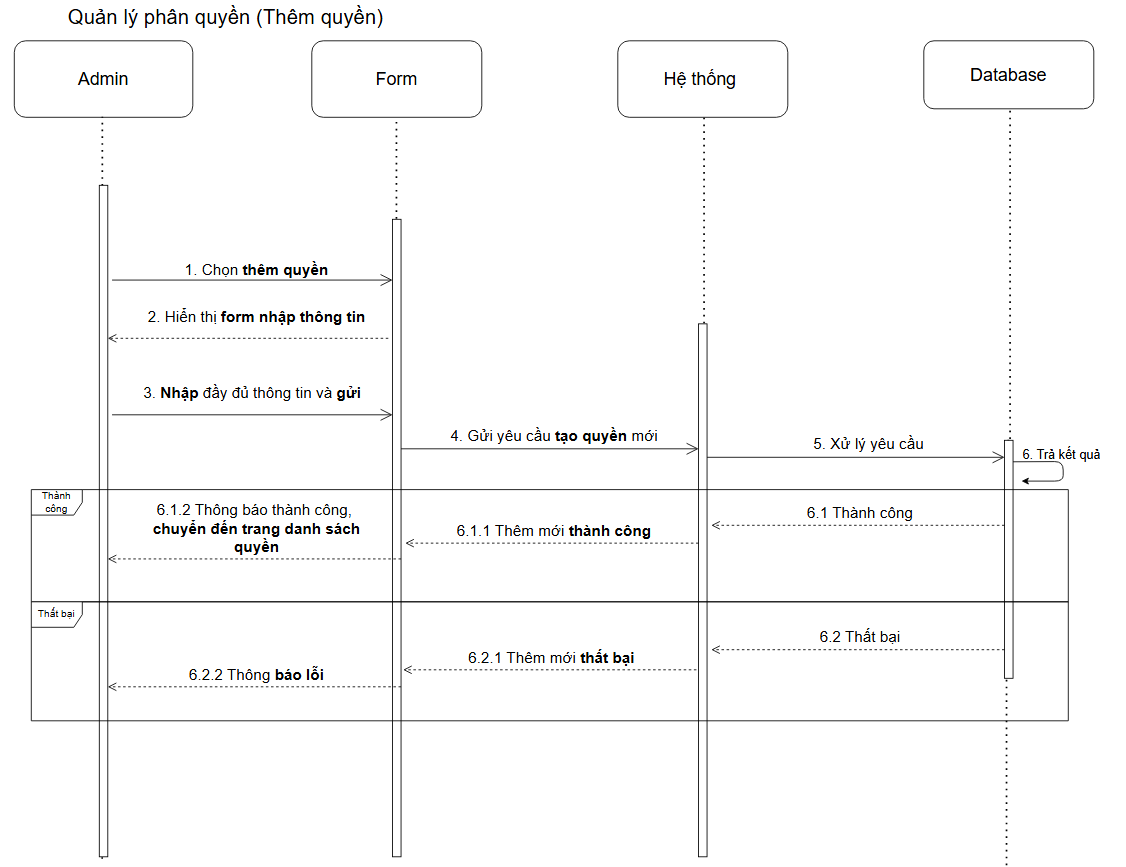 Quản lý phân quyền (Thêm quyền)
Admin
Form
Hệ thống
Database
1. Chọn thêm quyền
2. Hiển thị form nhập thông tin
3. Nhập đầy đủ thông tin và gửi
4. Gửi yêu cầu tạo quyền mới
5. Xử lý yêu cầu
6. Trả kết quả
Thành
công
6.1 Thành công
6.1.1 Thêm mới thành công
6.1.2 Thông báo thành công,
chuyển đến trang danh sách
quyền
Thất bại
6.2 Thất bại
6.2.1 Thêm mới thất bại
6.2.2 Thông báo lỗi